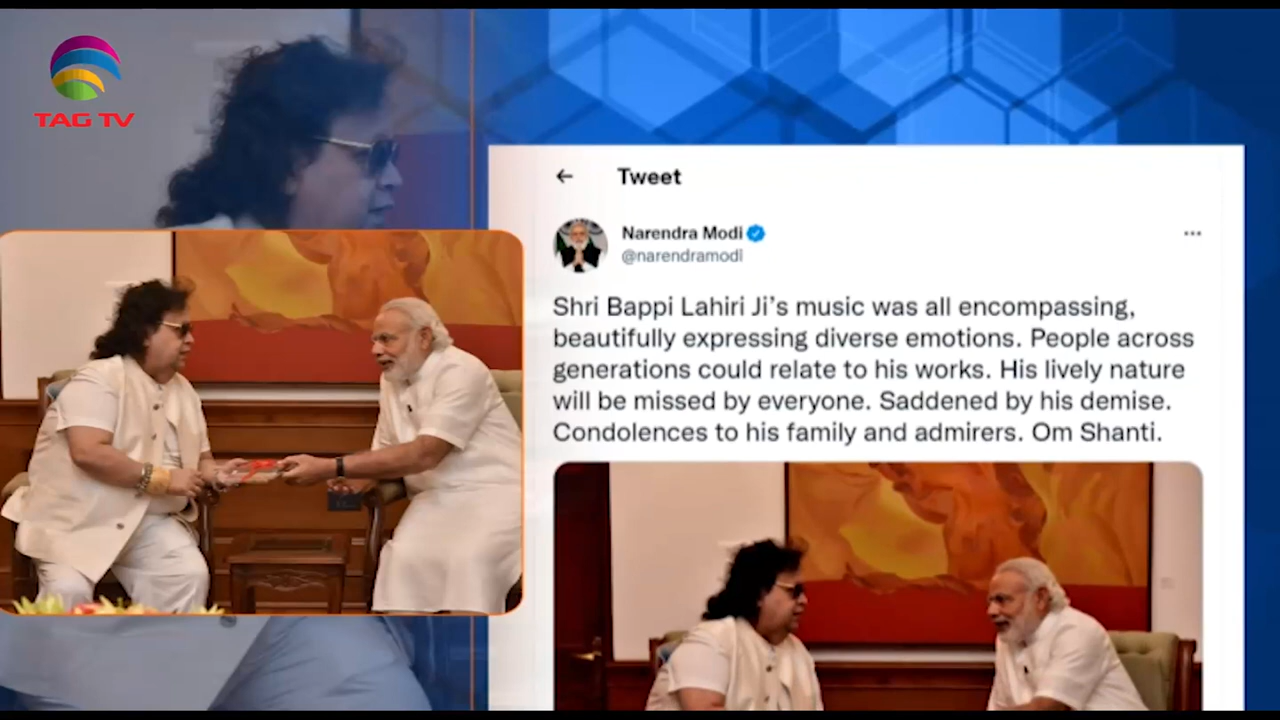 TAG TV
Tweet
Narendra Modi
@narendramodi
Shri Bappi Lahiri Ji’s music was all encompassing,
beautifully expressing diverse emotions. People across
generations could relate to his works. His lively nature
will be missed by everyone. Saddened by his demise.
Condolences to his family and admirers. Om Shanti.